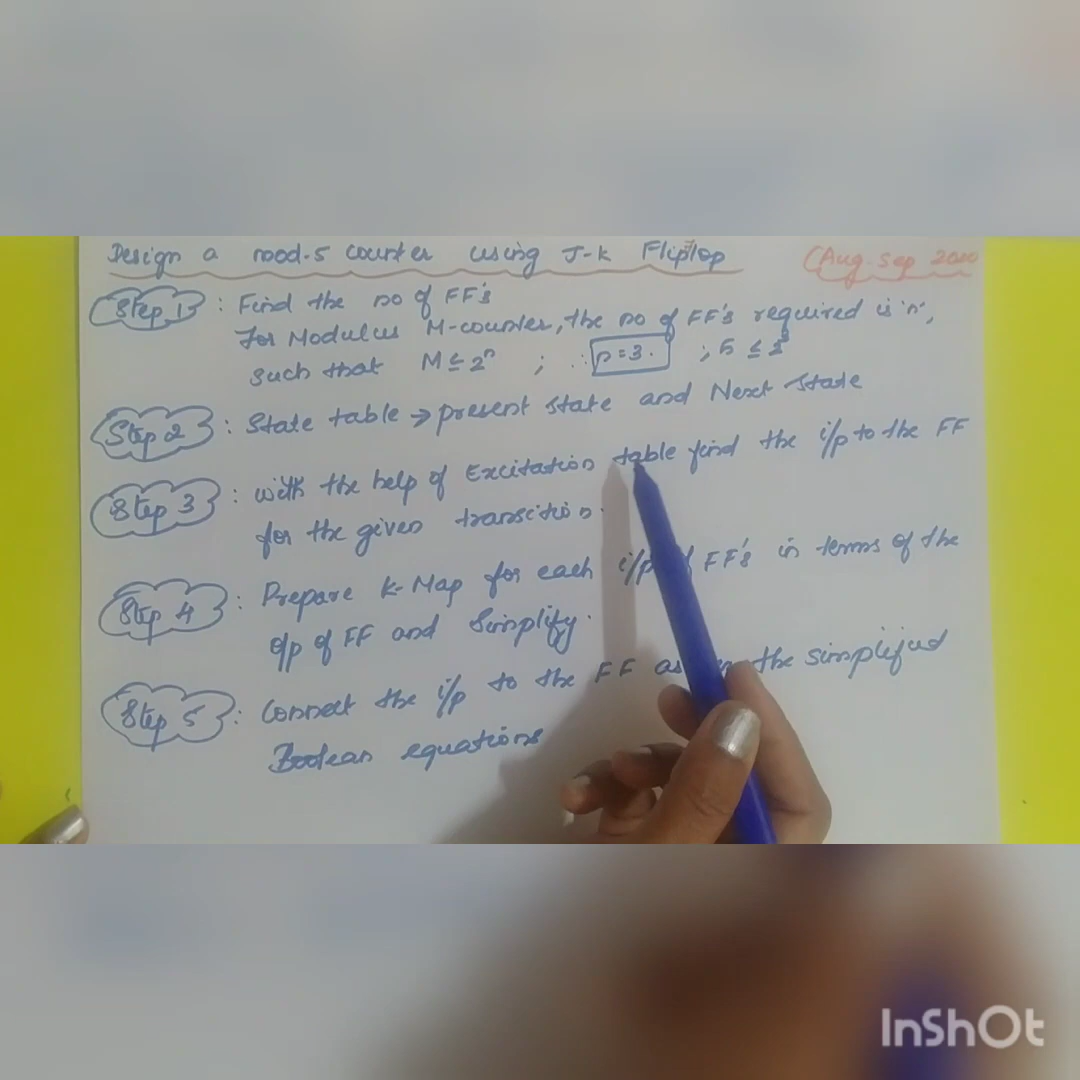 Design a mod-5 counter using J-K Flipflop (Aug-Sep 2020
Step 1 : Find the no of FF's
For Modulus M-counter, the no of FF's required is 'n',
such that M ≤ 2ⁿ ; ∴ n = 3. ; 5 ≤ 2³
Step 2 : State table → present state and Next State
Step 3 : with the help of Excitation table find the i/p to the FF
for the given transition.
Step 4 : Prepare K-Map for each i/p FF's in terms of the
o/p of FF and Simplify.
Step 5 : Connect the i/p to the FF as the simplified
Boolean equations
InShOt